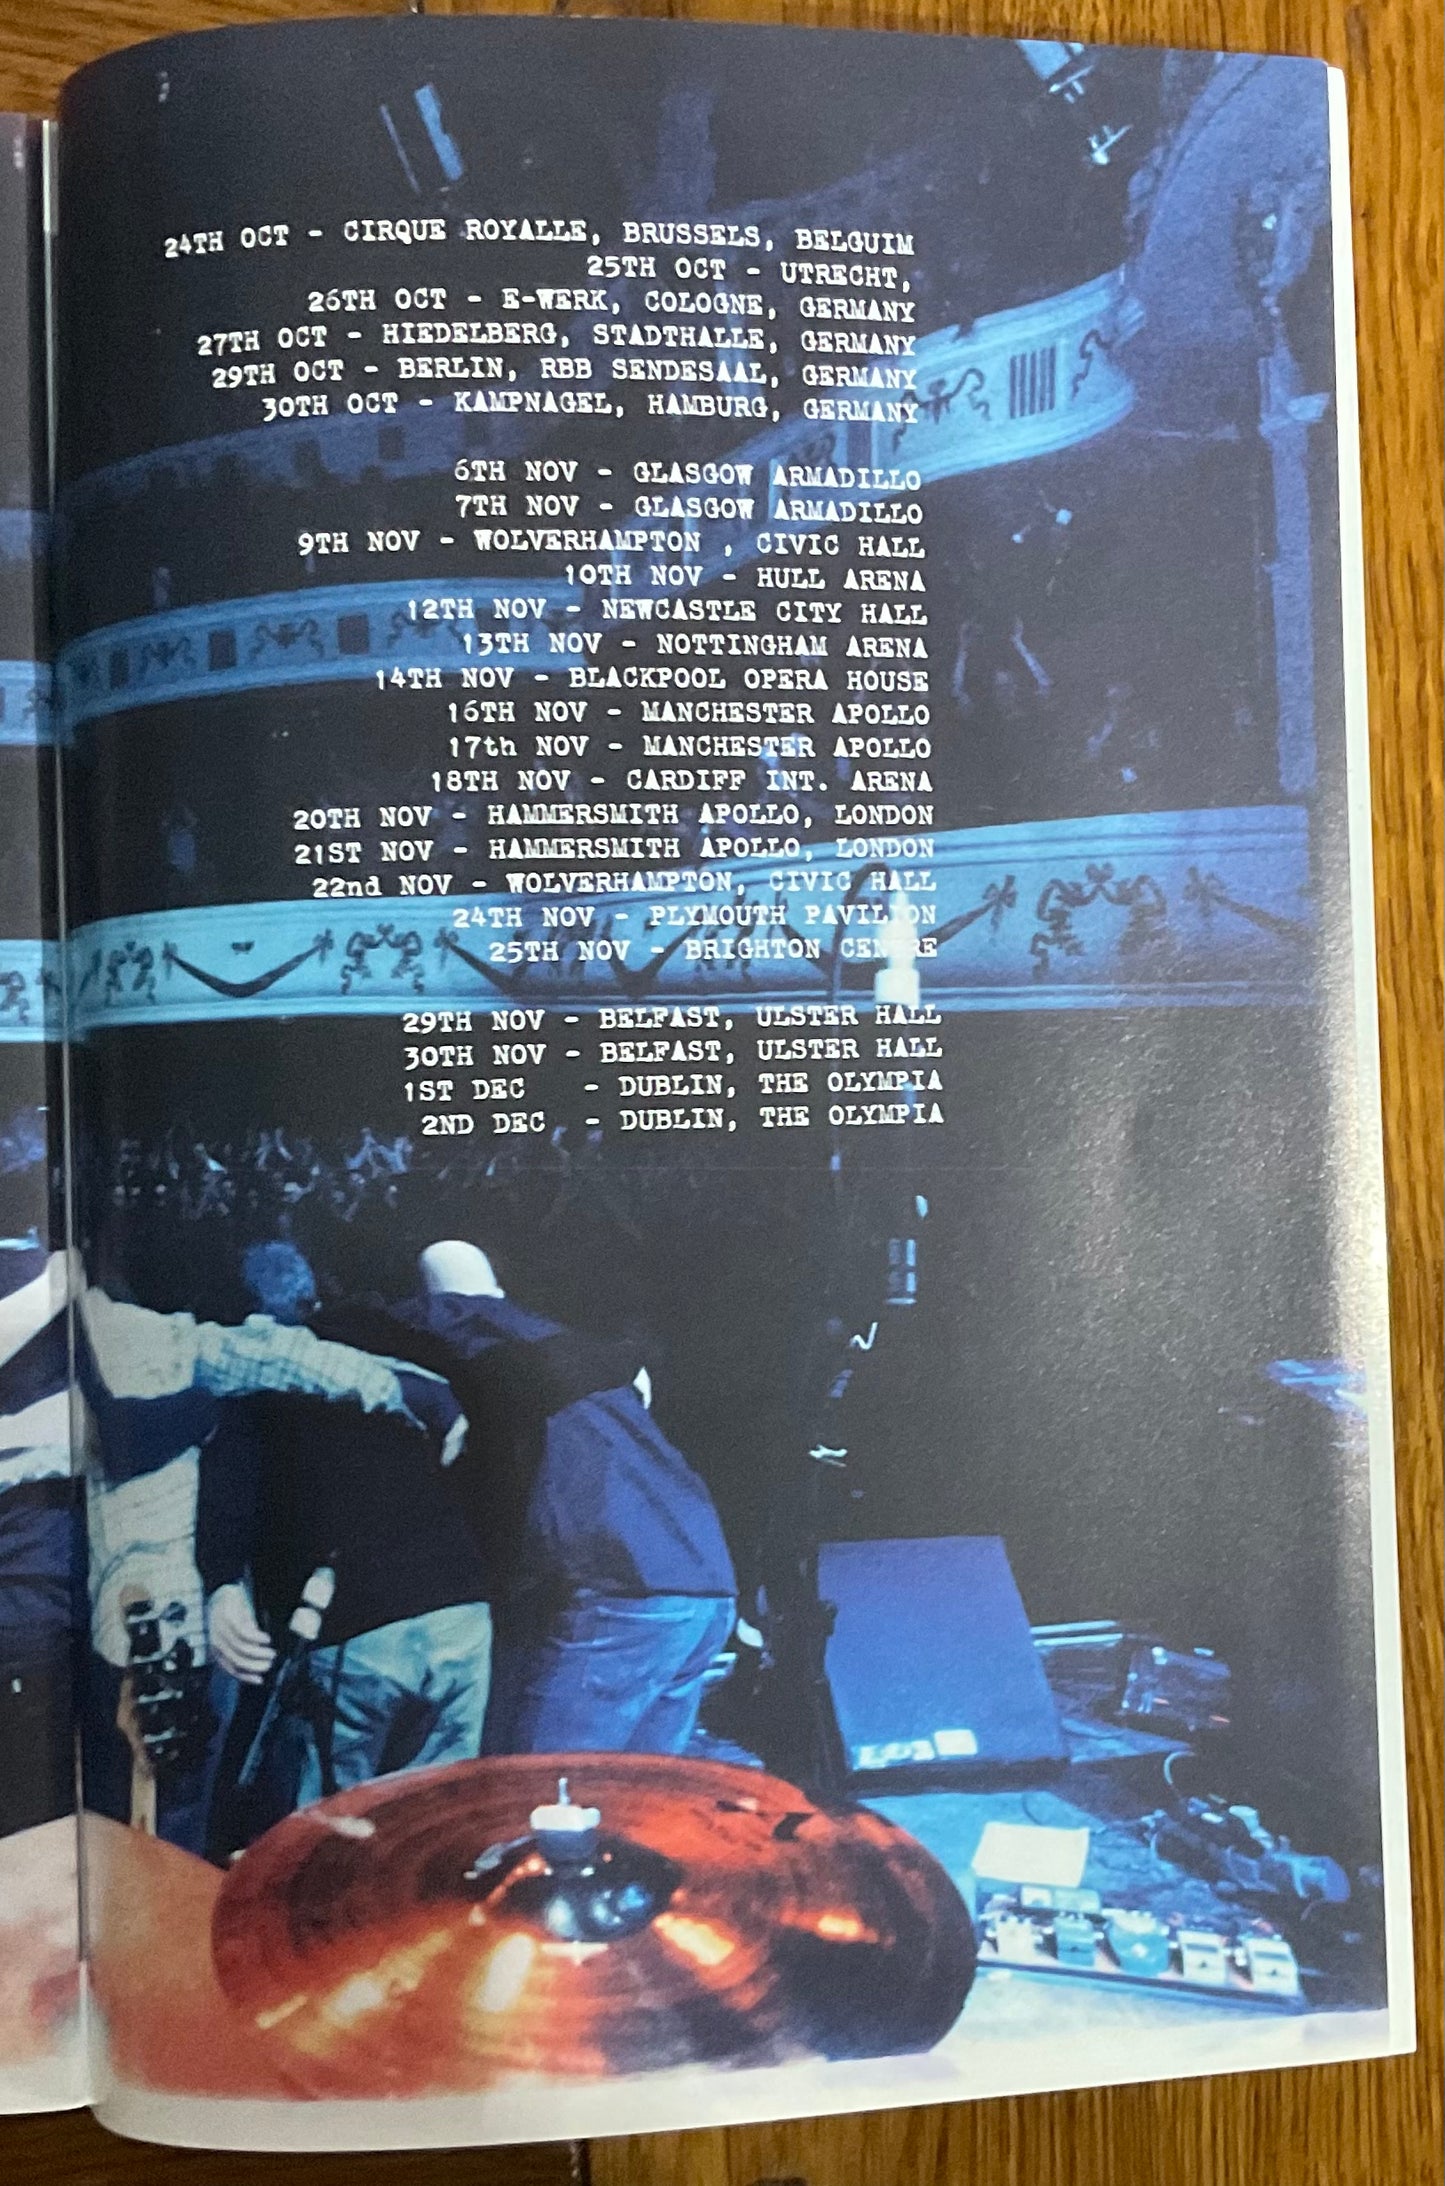 24TH OCT - CIRQUE ROYALLE, BRUSSELS, BELGUIM
25TH OCT - UTRECHT,
26TH OCT - E-WERK, COLOGNE, GERMANY
27TH OCT - HIEDELBERG, STADTHALLE, GERMANY
29TH OCT - BERLIN, RBB SENDESAAL, GERMANY
30TH OCT - KAMPNAGEL, HAMBURG, GERMANY
6TH NOV - GLASGOW ARMADILLO
7TH NOV - GLASGOW ARMADILLO
9TH NOV - WOLVERHAMPTON , CIVIC HALL
10TH NOV - HULL ARENA
12TH NOV - NEWCASTLE CITY HALL
13TH NOV - NOTTINGHAM ARENA
14TH NOV - BLACKPOOL OPERA HOUSE
16TH NOV - MANCHESTER APOLLO
17th NOV - MANCHESTER APOLLO
18TH NOV - CARDIFF INT. ARENA
20TH NOV - HAMMERSMITH APOLLO, LONDON
21ST NOV - HAMMERSMITH APOLLO, LONDON
22nd NOV - WOLVERHAMPTON, CIVIC HALL
24TH NOV - PLYMOUTH PAVILION
25TH NOV - BRIGHTON CENTRE
29TH NOV - BELFAST, ULSTER HALL
30TH NOV - BELFAST, ULSTER HALL
1ST DEC - DUBLIN, THE OLYMPIA
2ND DEC - DUBLIN, THE OLYMPIA